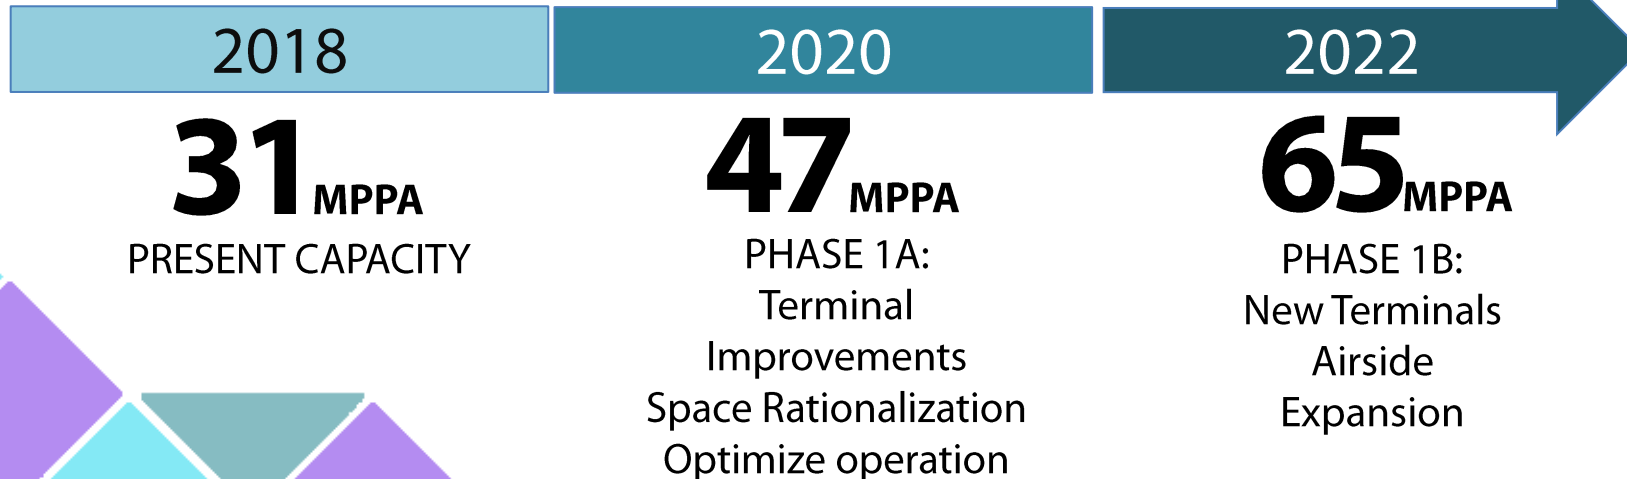 2018
2020
2022
31 MPPA
47 MPPA
65 MPPA
PRESENT CAPACITY
PHASE 1A:
Terminal
Improvements
Space Rationalization
Optimize operation
PHASE 1B:
New Terminals
Airside
Expansion